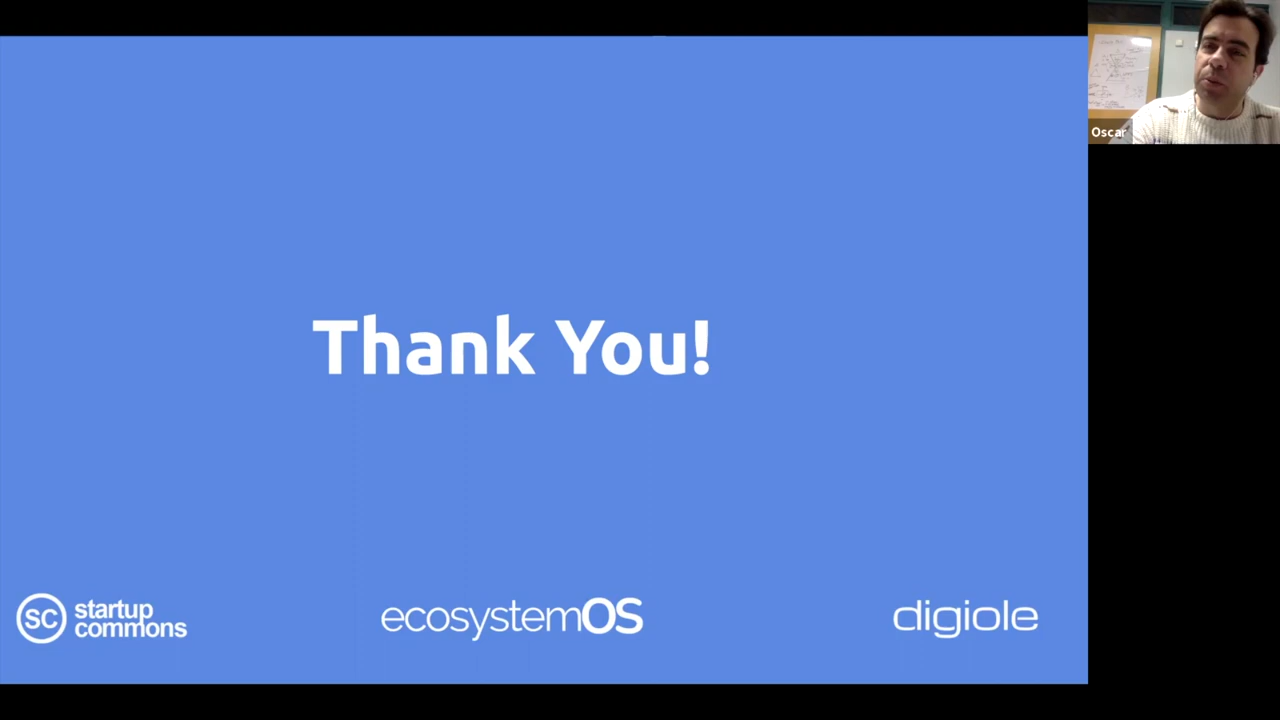 Thank You!
SC startup
commons
ecosystemOS
digiole
Oscar